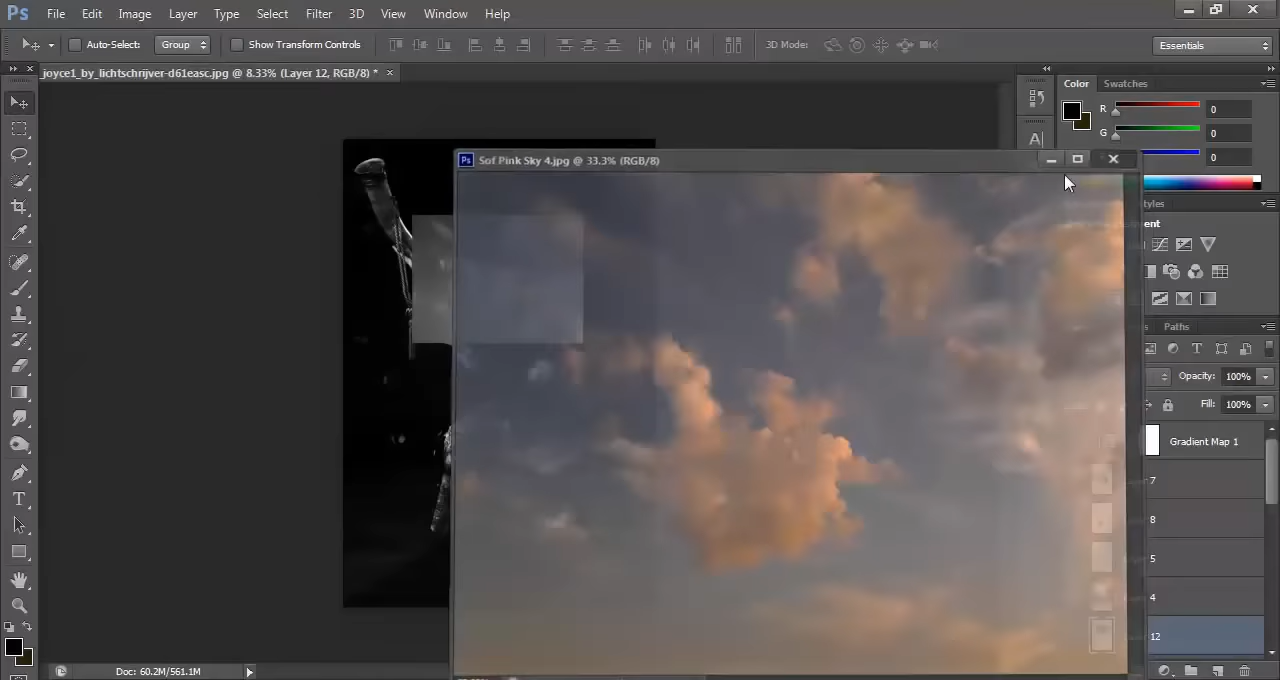 Ps File Edit Image Layer Type Select Filter 3D View Window Help
Auto-Select: Group Show Transform Controls 3D Mode: Essentials
joyce1_by_lichtschrijver-d61easc.jpg @ 8.33% (Layer 12, RGB/8) *
Color Swatches
R 0
G 0
0
Ps Sof Pink Sky 4.jpg @ 33.3% (RGB/8)
tyles
ent
Paths
Opacity: 100%
Fill: 100%
Gradient Map 1
7
8
5
4
12
Doc: 60.2M/561.1M